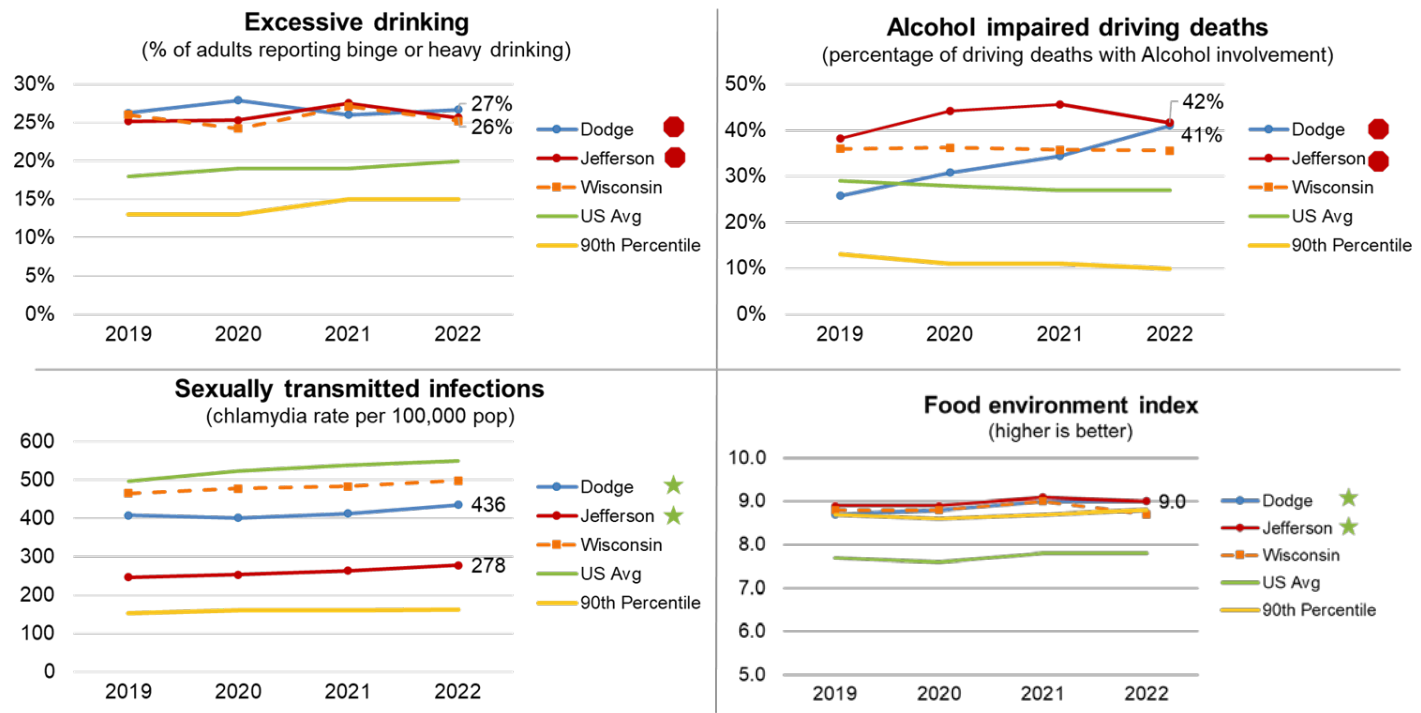 Excessive drinking
(% of adults reporting binge or heavy drinking)
30%
25%
20%
15%
10%
5%
0%
27%
26%
2019 2020 2021 2022
Dodge
Jefferson
Wisconsin
US Avg
90th Percentile
Alcohol impaired driving deaths
(percentage of driving deaths with Alcohol involvement)
50%
40%
30%
20%
10%
0%
42%
41%
2019 2020 2021 2022
Dodge
Jefferson
Wisconsin
US Avg
90th Percentile
Sexually transmitted infections
(chlamydia rate per 100,000 pop)
600
500
400
300
200
100
0
436
278
2019 2020 2021 2022
Dodge
Jefferson
Wisconsin
US Avg
90th Percentile
Food environment index
(higher is better)
10.0
9.0
8.0
7.0
6.0
5.0
9.0
2019 2020 2021 2022
Dodge
Jefferson
Wisconsin
US Avg
90th Percentile